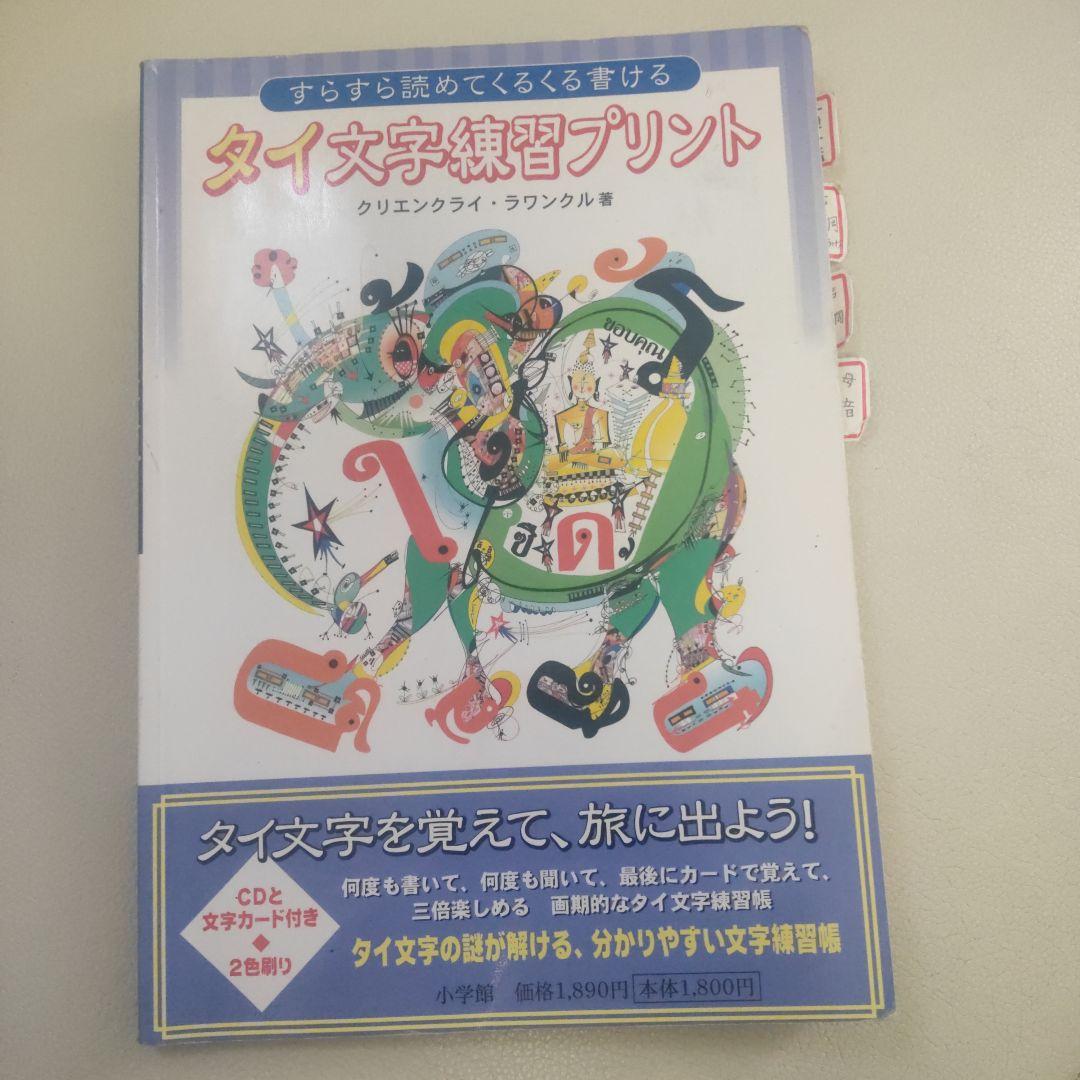 すらすら読めてくるくる書ける
タイ文字練習プリント
クリエンクライ・ラワンクル 著
ขอบคุณ
タイ文字を覚えて、旅に出よう!
CDと
文字カード付き
◆
2色刷り
何度も書いて、何度も聞いて、最後にカードで覚えて、
三倍楽しめる 画期的なタイ文字練習帳
タイ文字の謎が解ける、分かりやすい文字練習帳
小学館 価格1,890円 本体1,800円
母
音